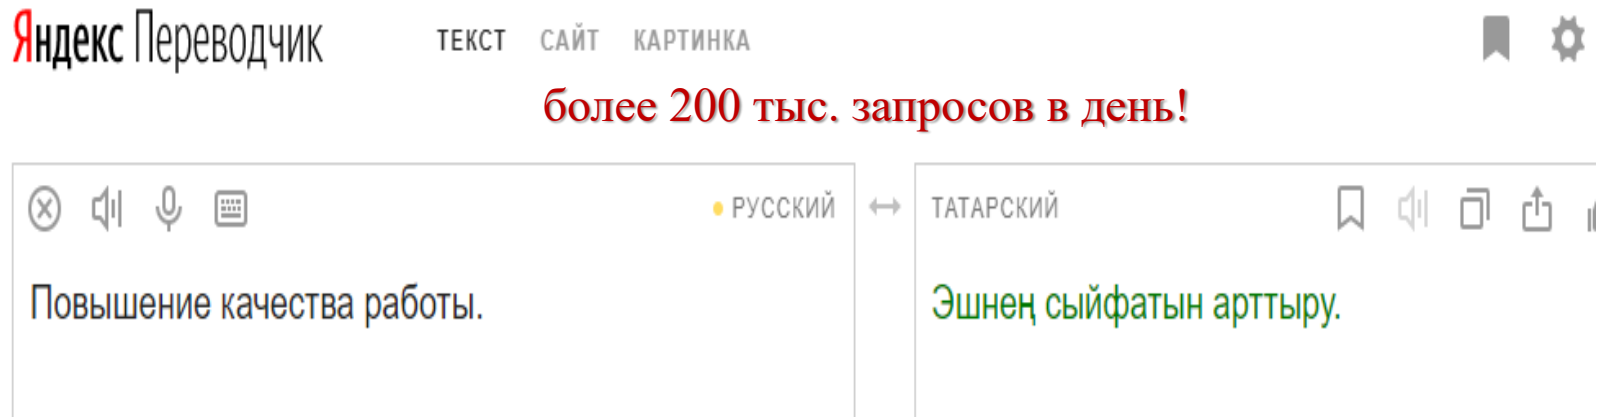 Яндекс Переводчик ТЕКСТ САЙТ КАРТИНКА
более 200 тыс. запросов в день!
РУССКИЙ ТАТАРСКИЙ
Повышение качества работы. Эшнең сыйфатын арттыру.